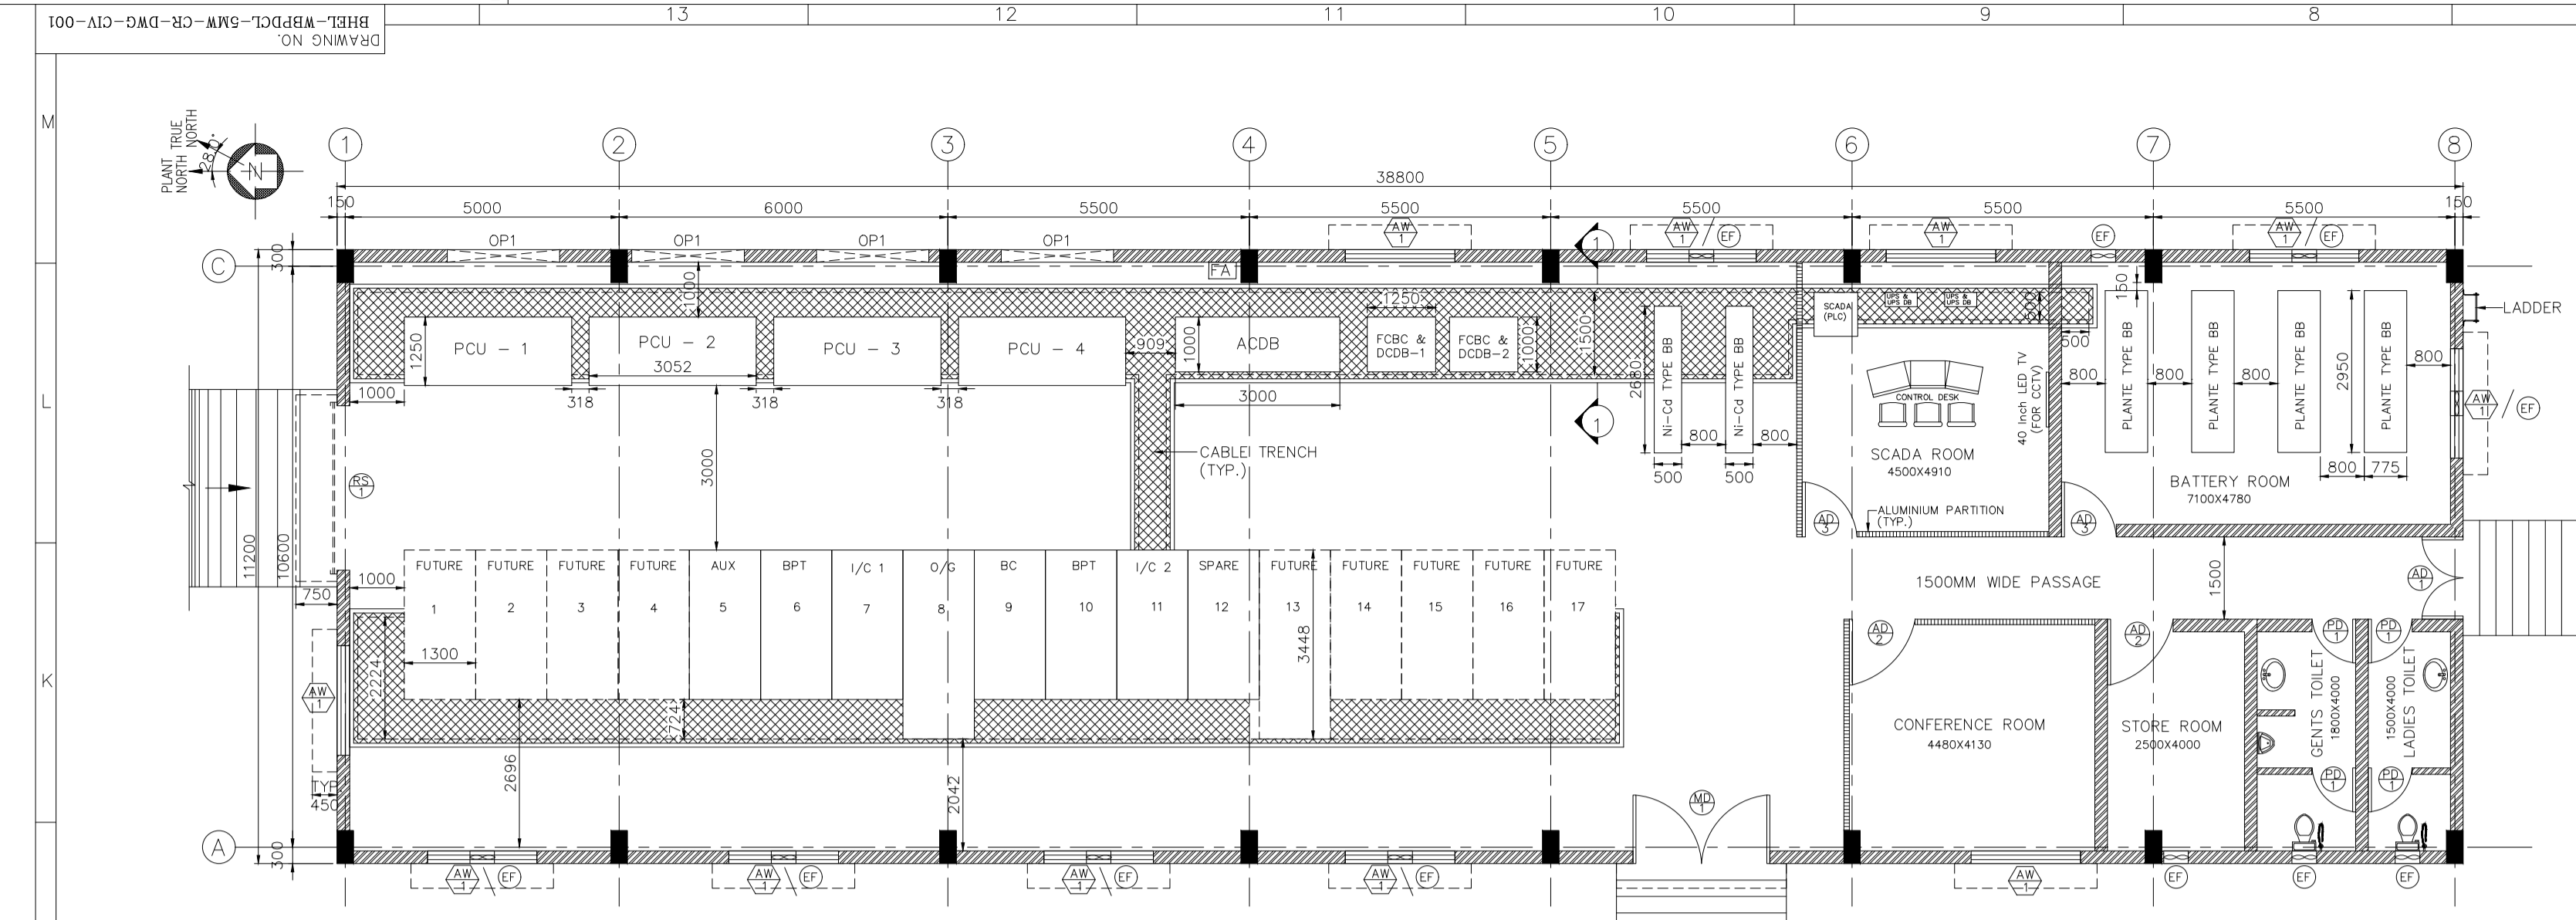 13
12
11
10
9
8
DRAWING NO.
BHEL-WBPDCL-5MW-CR-DWG-CIV-001
M
L
K
PLANT NORTH
TRUE NORTH
28.0°
N
1
2
3
4
5
6
7
8
38800
150
5000
6000
5500
5500
5500
5500
5500
150
OP1
OP1
OP1
OP1
AW 1
AW 1 / EF
AW 1
EF
AW 1 / EF
C
300
FA
1
1000
1250
1500
500
150
SCADA (PLC)
UPS & UPS DB
UPS & UPS DB
LADDER
1250
PCU - 1
PCU - 2
3052
PCU - 3
PCU - 4
909
1000
ACDB
FCBC & DCDB-1
FCBC & DCDB-2
1000
2680
Ni-Cd TYPE BB
Ni-Cd TYPE BB
500
PLANTE TYPE BB
PLANTE TYPE BB
PLANTE TYPE BB
2950
PLANTE TYPE BB
800
800
800
800
1000
318
318
318
3000
1
800
800
500
500
CONTROL DESK
40 Inch LED TV
(FOR CCTV)
AW 1 / EF
CABLE TRENCH
(TYP.)
3000
SCADA ROOM
4500X4910
800
775
BATTERY ROOM
7100X4780
RS 1
ALUMINIUM PARTITION
(TYP.)
AD 3
AD 3
11200
10600
750
1000
FUTURE
FUTURE
FUTURE
FUTURE
AUX
BPT
I/C 1
O/G
BC
BPT
I/C 2
SPARE
FUTURE
FUTURE
FUTURE
FUTURE
FUTURE
1
2
3
4
5
6
7
8
9
10
11
12
13
14
15
16
17
1500MM WIDE PASSAGE
1500
AD 1
AD 2
AD 2
PD 1
PD 1
1300
2224
3448
AW 1
724
2696
2042
CONFERENCE ROOM
4480X4130
STORE ROOM
2500X4000
GENTS TOILET
1800X4000
1500X4000
LADIES TOILET
PD 1
PD 1
TYP.
450
MD 1
A
300
AW 1 / EF
AW 1 / EF
AW 1 / EF
AW 1 / EF
AW 1
EF
EF
EF